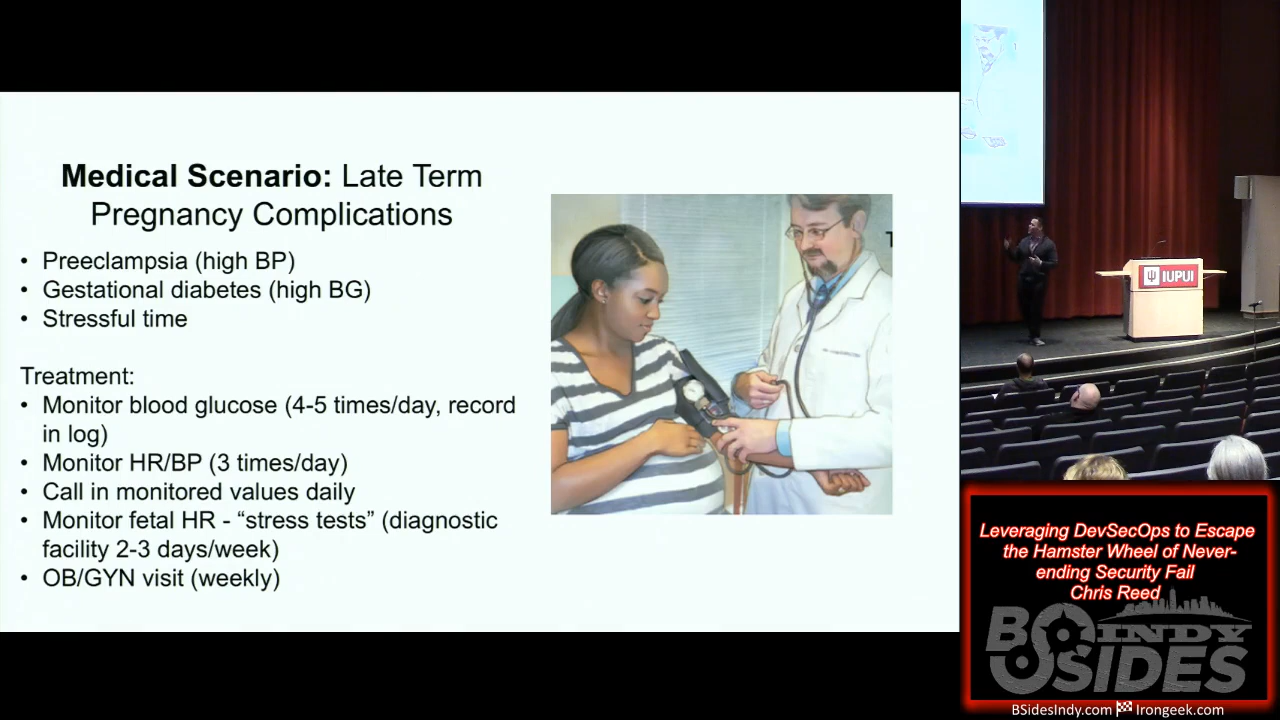 Medical Scenario: Late Term
Pregnancy Complications
• Preeclampsia (high BP)
• Gestational diabetes (high BG)
• Stressful time
Treatment:
• Monitor blood glucose (4-5 times/day, record
in log)
• Monitor HR/BP (3 times/day)
• Call in monitored values daily
• Monitor fetal HR - “stress tests” (diagnostic
facility 2-3 days/week)
• OB/GYN visit (weekly)
T
IUPUI
Leveraging DevSecOps to Escape
the Hamster Wheel of Never-
ending Security Fail
Chris Reed
BSIDES INDY
BSidesIndy.com Irongeek.com